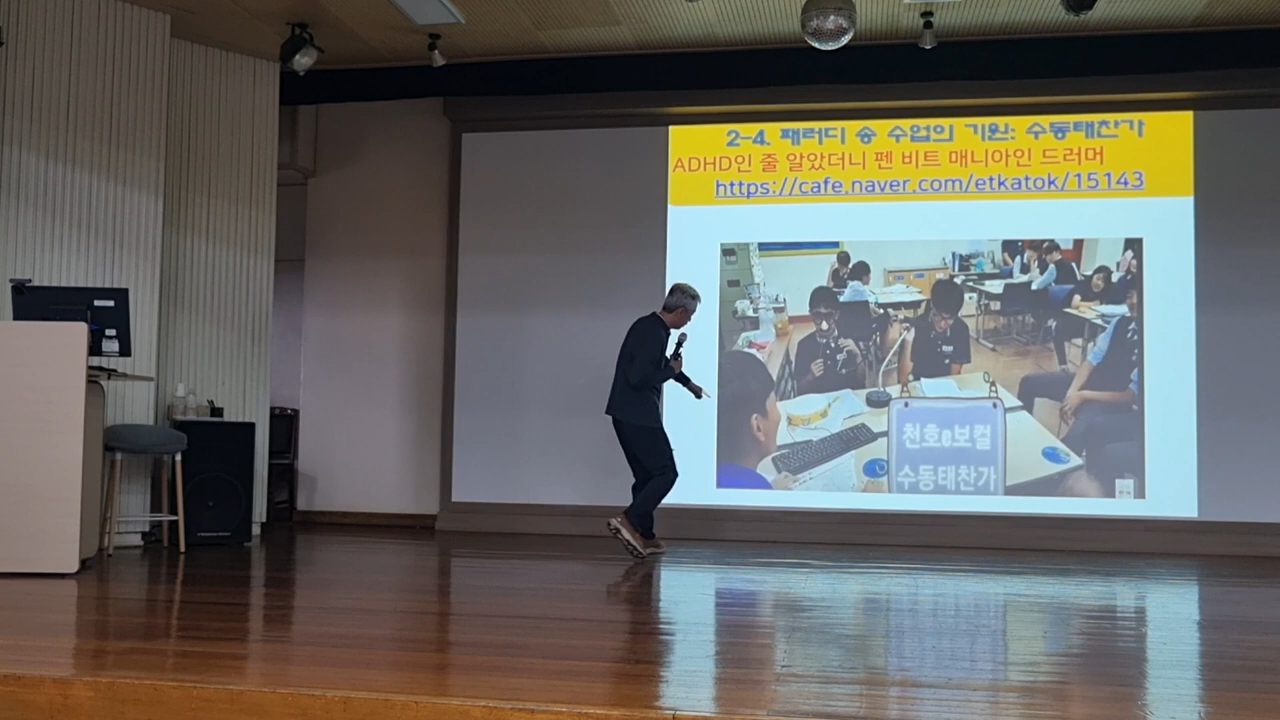 2-4. 패러디 송 수업의 기원: 수동태찬가
ADHD인 줄 알았더니 펜 비트 매니아인 드러머
https://cafe.naver.com/etkatok/15143
천호e보컬
수동태찬가